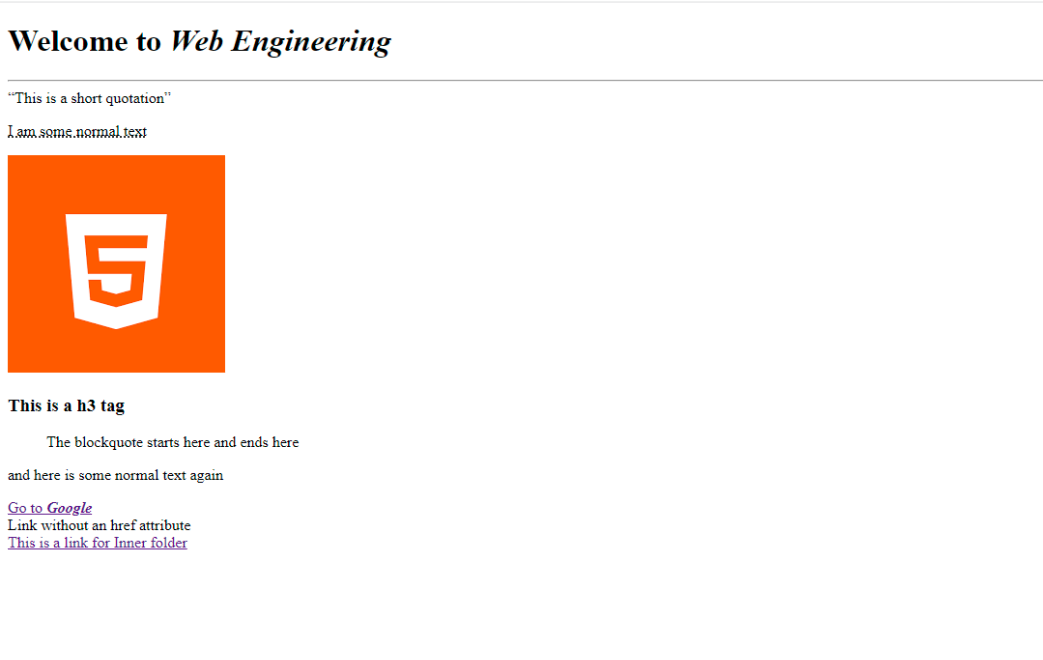 Welcome to Web Engineering
“This is a short quotation”
I am some normal text
5
This is a h3 tag
The blockquote starts here and ends here
and here is some normal text again
Go to Google
Link without an href attribute
This is a link for Inner folder